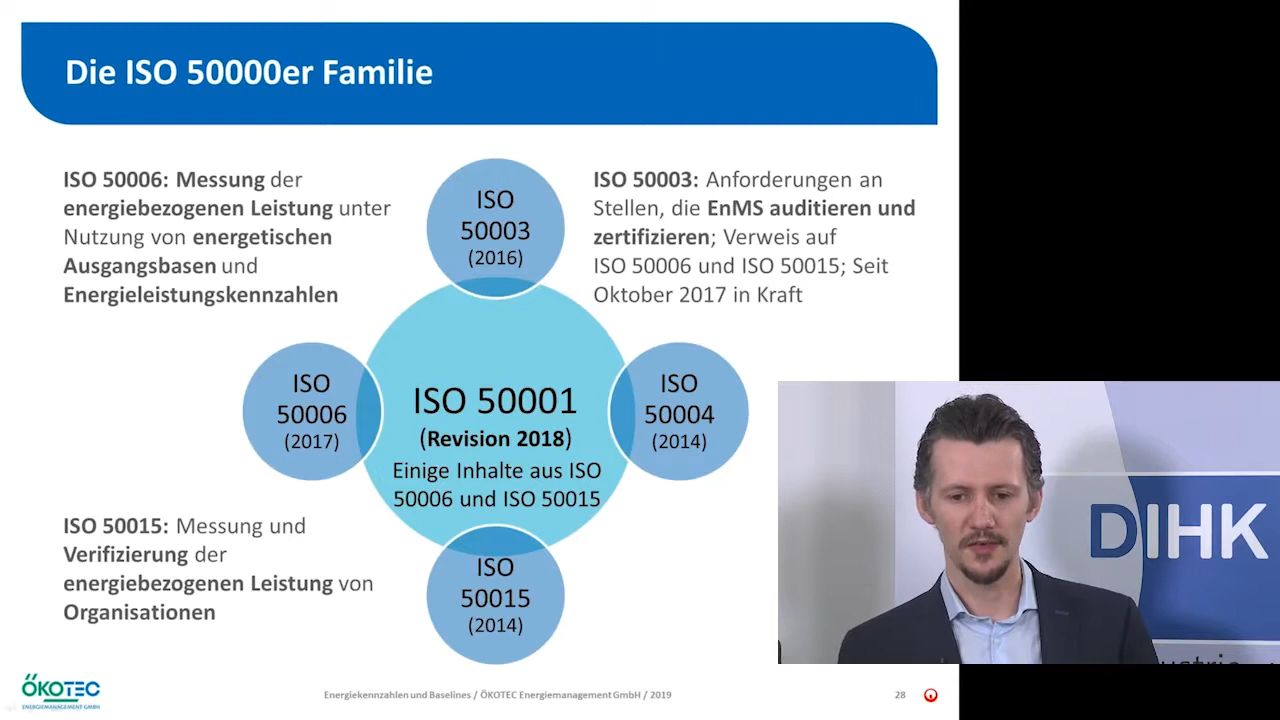 Die ISO 50000er Familie
ISO 50006: Messung der
energiebezogenen Leistung unter
Nutzung von energetischen
Ausgangsbasen und
Energieleistungskennzahlen
ISO
50003
(2016)
ISO 50003: Anforderungen an
Stellen, die EnMS auditieren und
zertifizieren; Verweis auf
ISO 50006 und ISO 50015; Seit
Oktober 2017 in Kraft
ISO
50006
(2017)
ISO 50001
(Revision 2018)
Einige Inhalte aus ISO
50006 und ISO 50015
ISO
50004
(2014)
ISO 50015: Messung und
Verifizierung der
energiebezogenen Leistung von
Organisationen
ISO
50015
(2014)
DIHK
ÖKOTEC
ENERGIEMANAGEMENT GMBH
Energiekennzahlen und Baselines / ÖKOTEC Energiemanagement GmbH / 2019
28